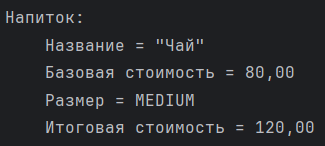 Напиток:
Название = "Чай"
Базовая стоимость = 80,00
Размер = MEDIUM
Итоговая стоимость = 120,00